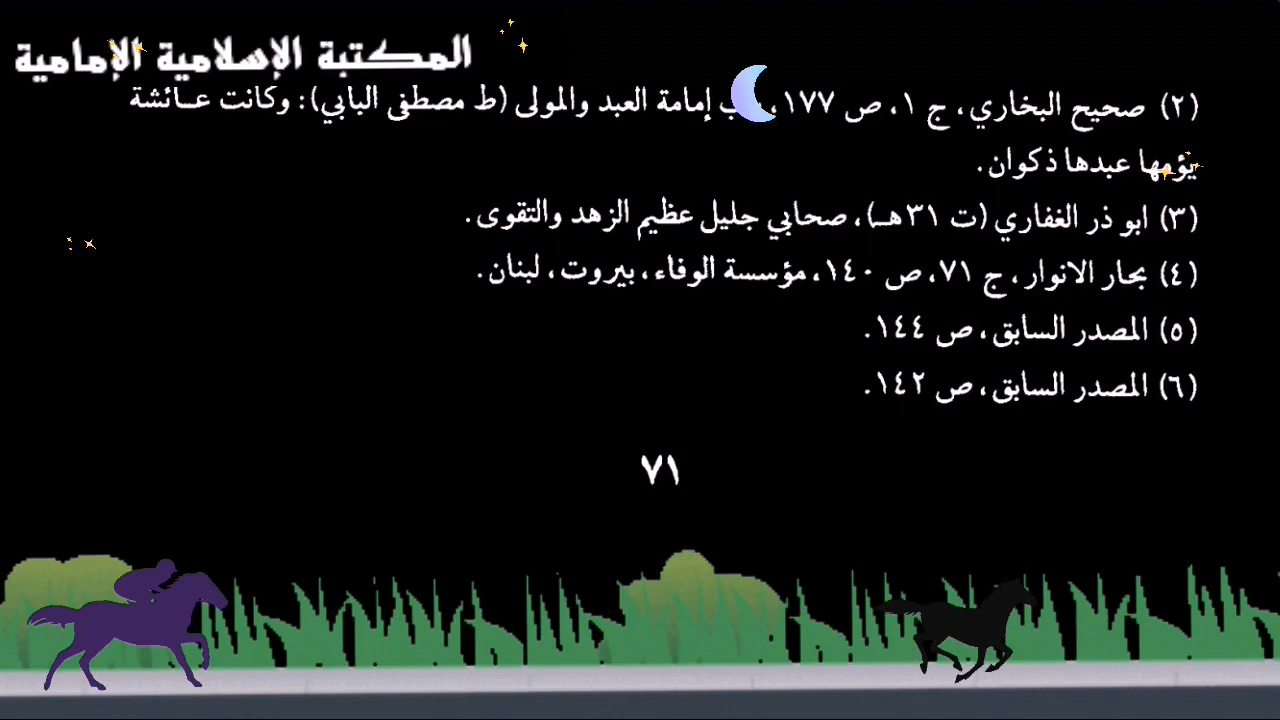 المكتبة الإسلامية الإمامية
(٢) صحيح البخاري، ج ١، ص ١٧٧، إمامة العبد والمولى (ط مصطفى البابي): وكانت عائشة
يؤمها عبدها ذكوان.
(٣) ابو ذر الغفاري (ت ٣١هـ)، صحابي جليل عظيم الزهد والتقوى.
(٤) بحار الانوار، ج ٧١، ص ١٤٠، مؤسسة الوفاء، بيروت، لبنان.
(٥) المصدر السابق، ص ١٤٤.
(٦) المصدر السابق، ص ١٤٢.
٧١